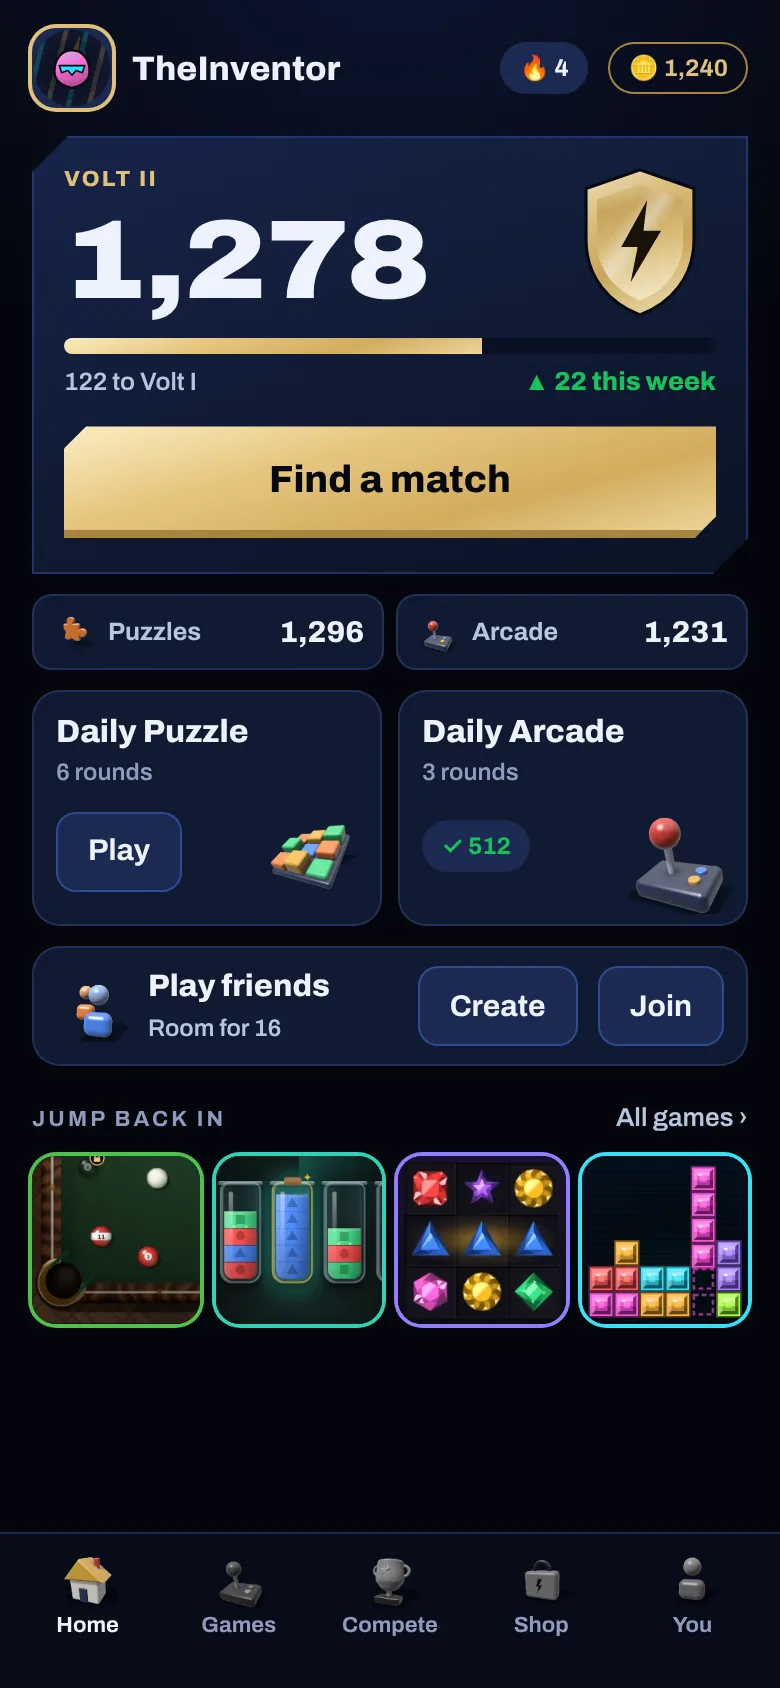 TheInventor
4
1,240
VOLT II
1,278
122 to Volt I
▲ 22 this week
Find a match
Puzzles 1,296
Arcade 1,231
Daily Puzzle
6 rounds
Play
Daily Arcade
3 rounds
✓ 512
Play friends
Room for 16
Create
Join
JUMP BACK IN
All games ›
11
Home
Games
Compete
Shop
You